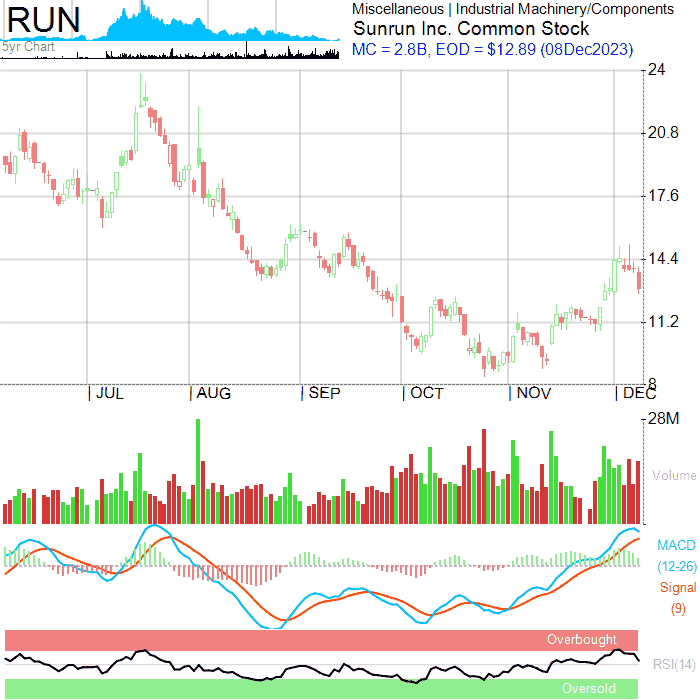 RUN
5yr Chart
Miscellaneous | Industrial Machinery/Components
Sunrun Inc. Common Stock
MC = 2.8B, EOD = $12.89 (08Dec2023)
24
20.8
17.6
14.4
11.2
8
JUL
AUG
SEP
OCT
NOV
DEC
28M
Volume
MACD
(12-26)
Signal
(9)
Overbought
RSI(14)
Oversold